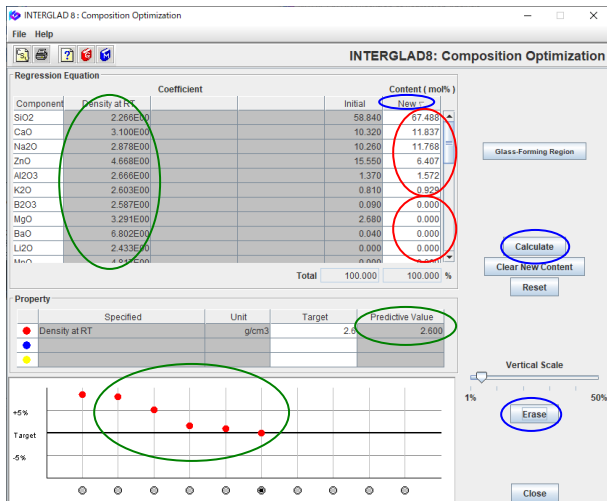 INTERGLAD 8 : Composition Optimization
File Help
INTERGLAD8: Composition Optimization
Regression Equation
Coefficient Content ( mol% )
Component Density at RT Initial New
SiO2 2.266E00 58.840 67.488
CaO 3.100E00 10.320 11.837
Na2O 2.878E00 10.260 11.768
ZnO 4.668E00 15.550 6.407
Al2O3 2.666E00 1.370 1.572
K2O 2.603E00 0.810 0.929
B2O3 2.587E00 0.090 0.000
MgO 3.291E00 2.680 0.000
BaO 6.802E00 0.040 0.000
Li2O 2.433E00 0.000 0.000
Total 100.000 100.000 %
Glass-Forming Region
Calculate
Clear New Content
Reset
Property
Specified Unit Target Predictive Value
Density at RT g/cm3 2.6 2.600
Vertical Scale
1% 50%
Erase
Close
+5%
Target
-5%